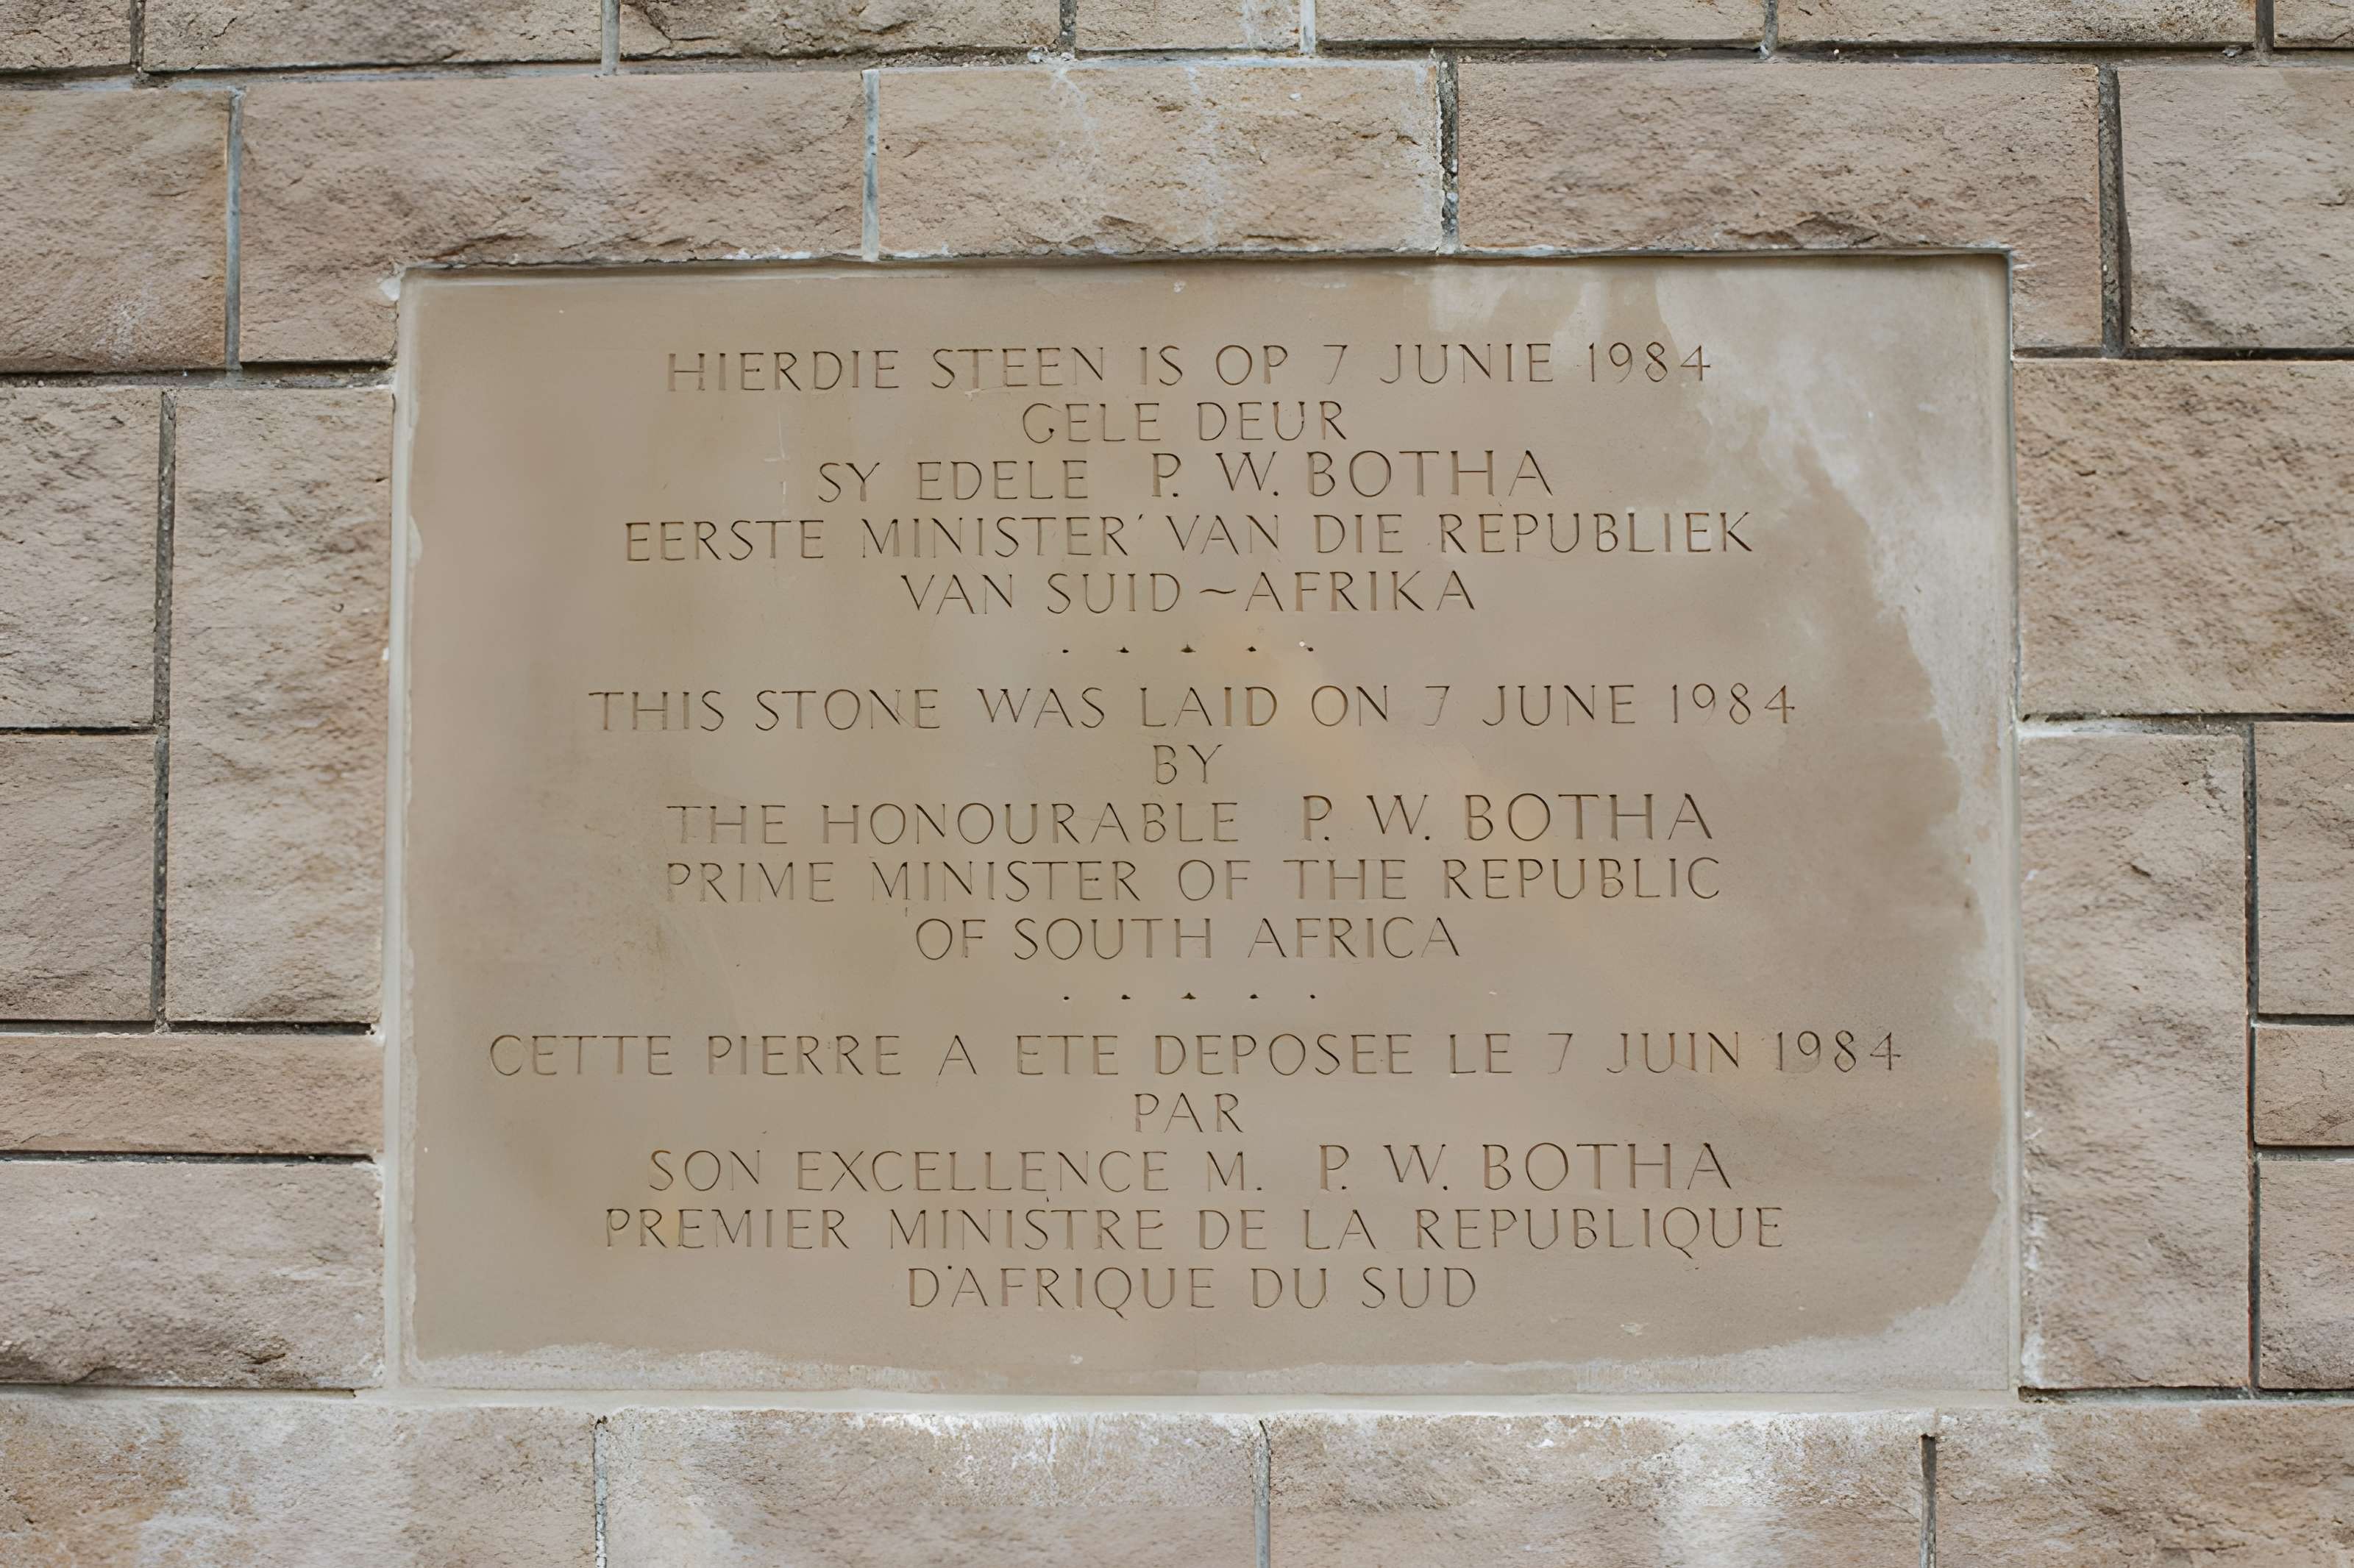 HIERDIE STEEN IS OP 7 JUNIE 1984
GELE DEUR
SY EDELE P. W. BOTHA
EERSTE MINISTER VAN DIE REPUBLIEK
VAN SUID~AFRIKA
. . . . .
THIS STONE WAS LAID ON 7 JUNE 1984
BY
THE HONOURABLE P. W. BOTHA
PRIME MINISTER OF THE REPUBLIC
OF SOUTH AFRICA
. . . . .
CETTE PIERRE A ETE DEPOSEE LE 7 JUIN 1984
PAR
SON EXCELLENCE M. P. W. BOTHA
PREMIER MINISTRE DE LA REPUBLIQUE
D'AFRIQUE DU SUD